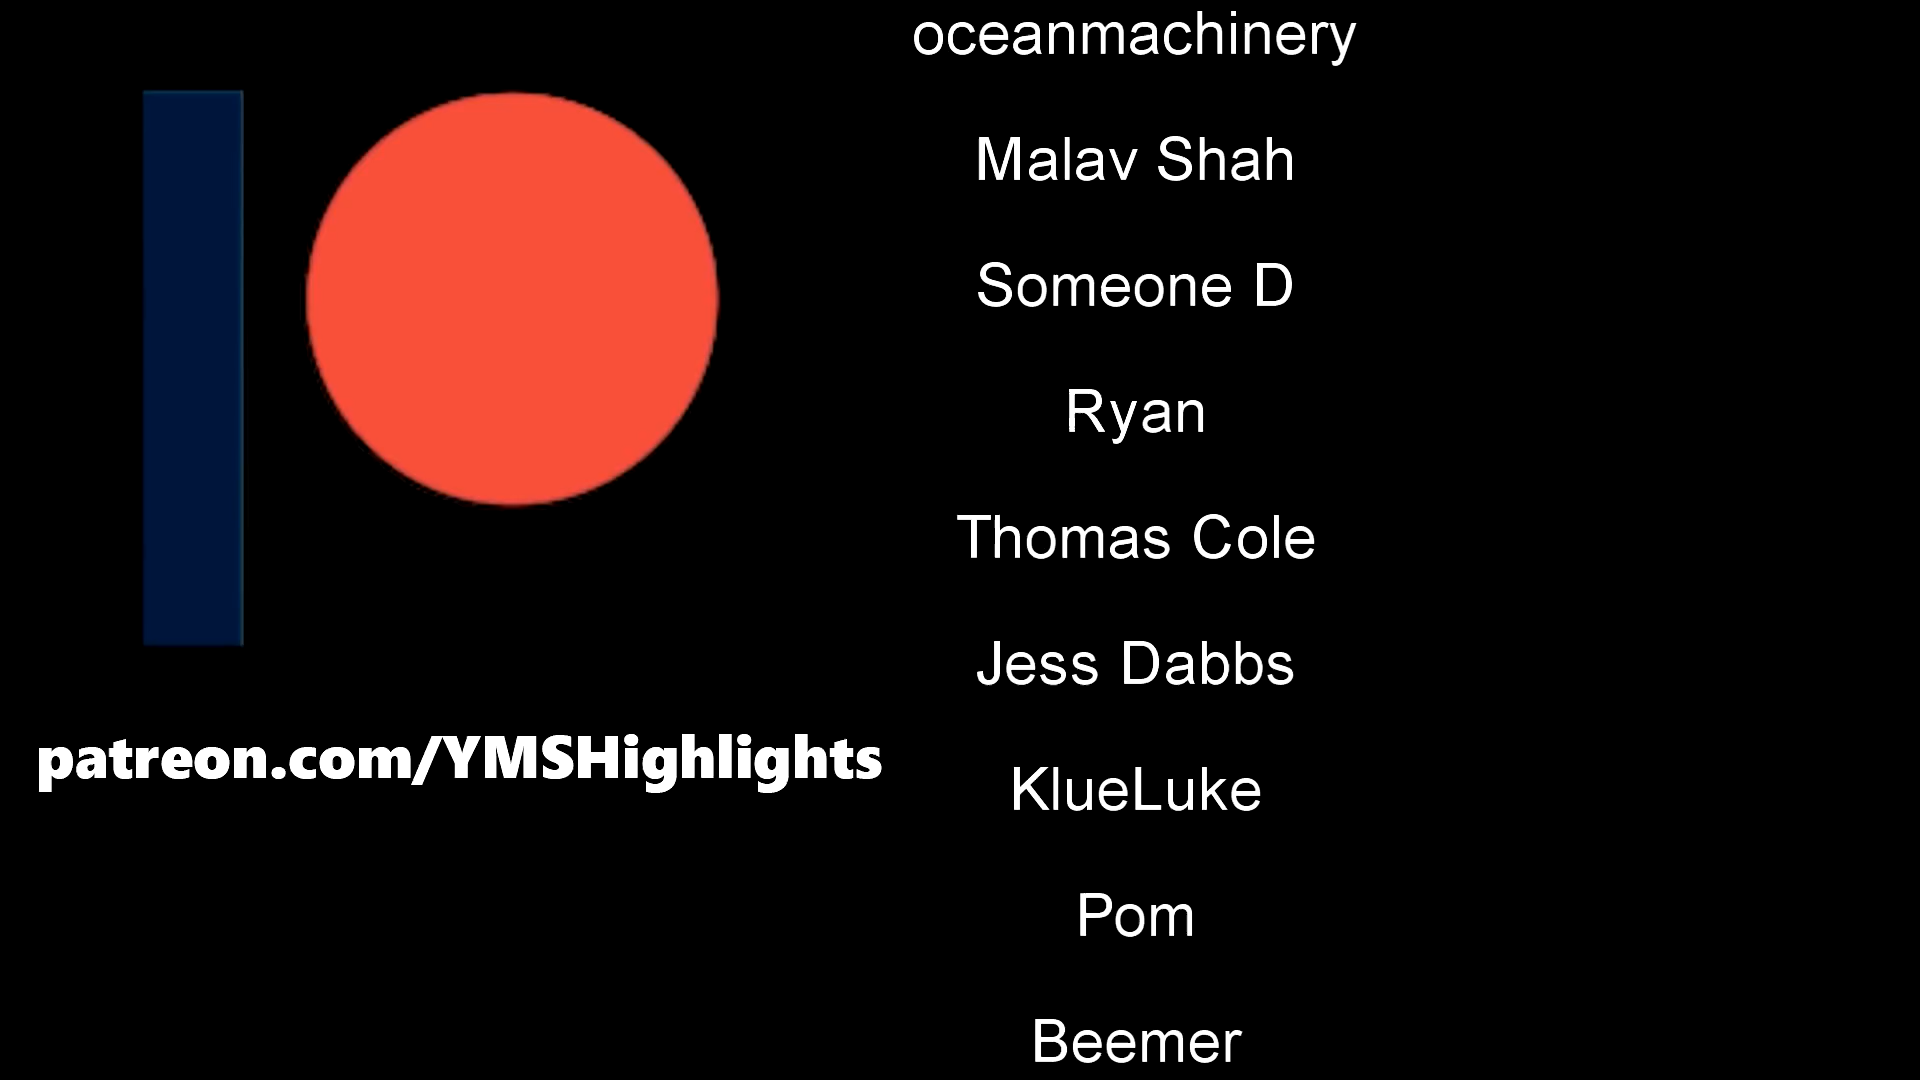 oceanmachinery
Malav Shah
Someone D
Ryan
Thomas Cole
Jess Dabbs
patreon.com/YMSHighlights
KlueLuke
Pom
Beemer